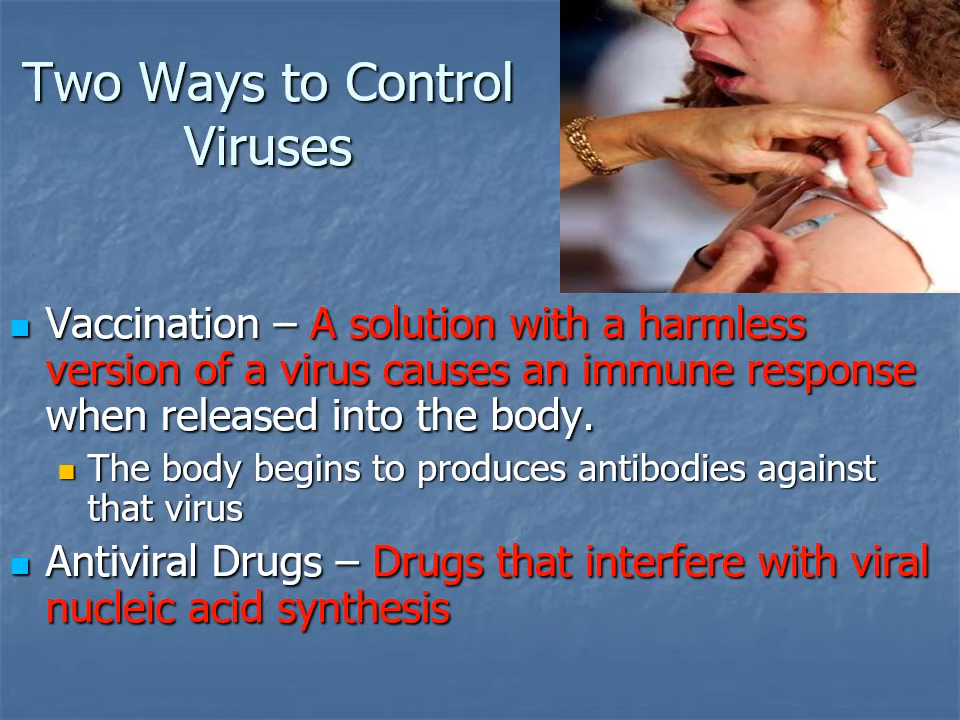 Two Ways to Control
Viruses
Vaccination – A solution with a harmless
version of a virus causes an immune response
when released into the body.
The body begins to produces antibodies against
that virus
Antiviral Drugs – Drugs that interfere with viral
nucleic acid synthesis